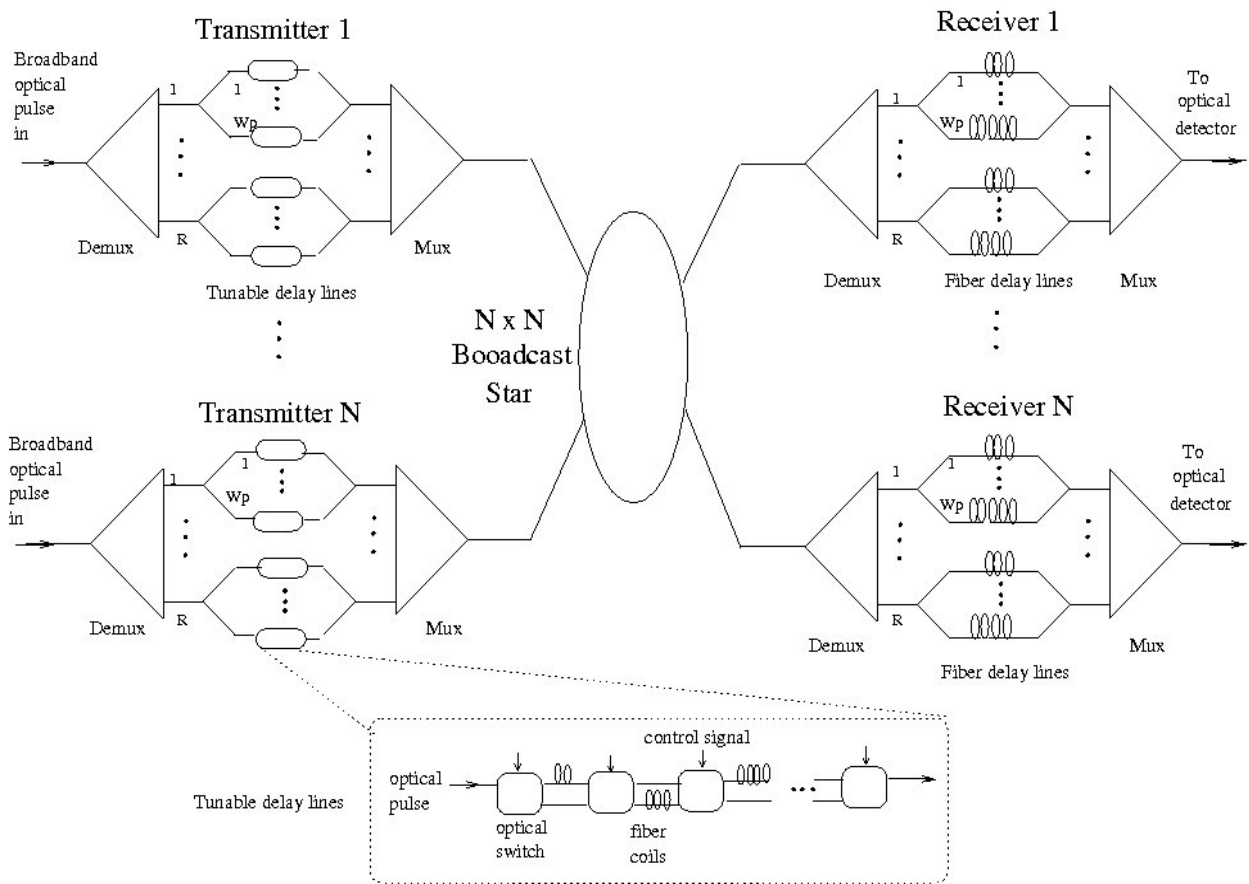 Transmitter 1
Receiver 1
Broadband
optical
pulse
in
1
1
Wp
R
Demux
Mux
Tunable delay lines
1
1
Wp
R
Demux
Mux
Fiber delay lines
To
optical
detector
N x N
Booadcast
Star
Transmitter N
Receiver N
Broadband
optical
pulse
in
1
1
Wp
R
Demux
Mux
1
1
Wp
R
Demux
Mux
Fiber delay lines
To
optical
detector
control signal
optical
pulse
Tunable delay lines
optical
switch
fiber
coils